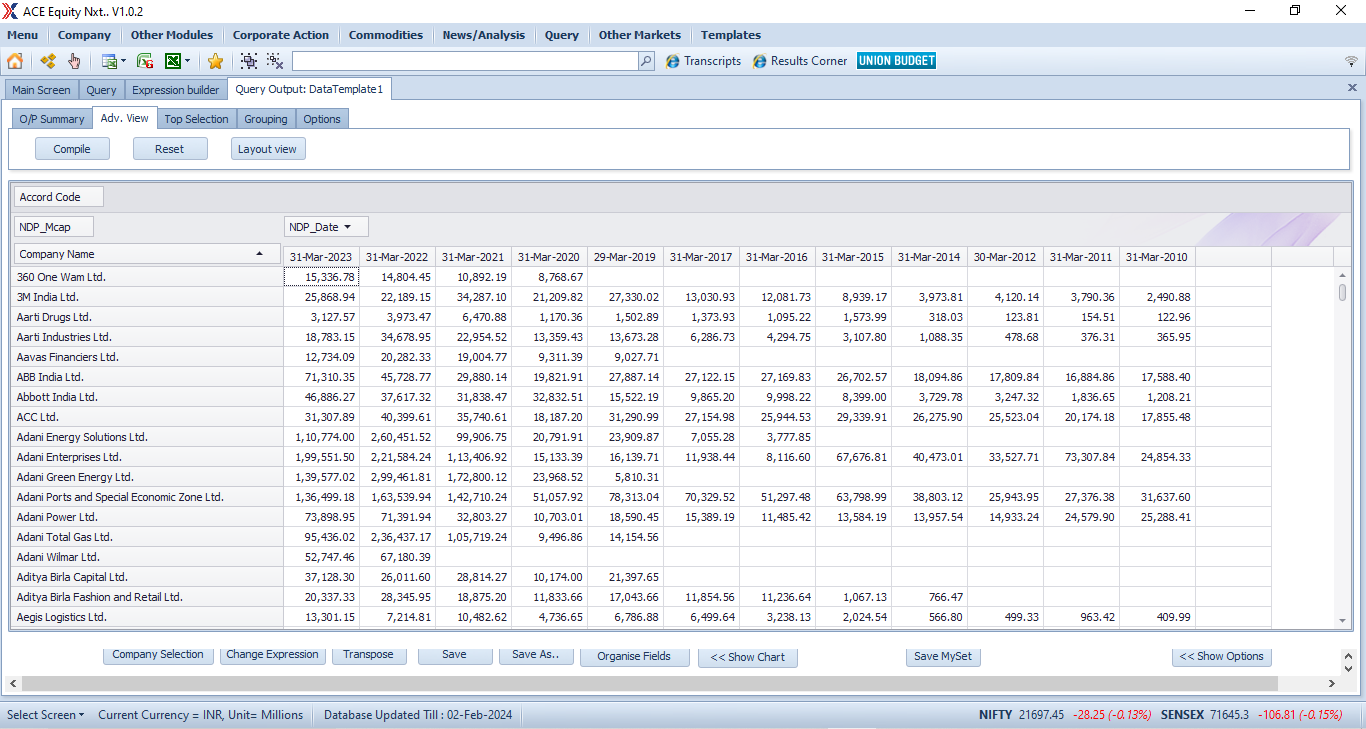 ACE Equity Nxt.. V1.0.2
Menu Company Other Modules Corporate Action Commodities News/Analysis Query Other Markets Templates
Transcripts Results Corner UNION BUDGET
Main Screen Query Expression builder Query Output: DataTemplate1
O/P Summary Adv. View Top Selection Grouping Options
Compile Reset Layout view
Accord Code
NDP_Mcap NDP_Date
Company Name 31-Mar-2023 31-Mar-2022 31-Mar-2021 31-Mar-2020 29-Mar-2019 31-Mar-2017 31-Mar-2016 31-Mar-2015 31-Mar-2014 30-Mar-2012 31-Mar-2011 31-Mar-2010
360 One Wam Ltd. 15,336.78 14,804.45 10,892.19 8,768.67
3M India Ltd. 25,868.94 22,189.15 34,287.10 21,209.82 27,330.02 13,030.93 12,081.73 8,939.17 3,973.81 4,120.14 3,790.36 2,490.88
Aarti Drugs Ltd. 3,127.57 3,973.47 6,470.88 1,170.36 1,502.89 1,373.93 1,095.22 1,573.99 318.03 123.81 154.51 122.96
Aarti Industries Ltd. 18,783.15 34,678.95 22,954.52 13,359.43 13,673.28 6,286.73 4,294.75 3,107.80 1,088.35 478.68 376.31 365.95
Aavas Financiers Ltd. 12,734.09 20,282.33 19,004.77 9,311.39 9,027.71
ABB India Ltd. 71,310.35 45,728.77 29,880.14 19,821.91 27,887.14 27,122.15 27,169.83 26,702.57 18,094.86 17,809.84 16,884.86 17,588.40
Abbott India Ltd. 46,886.27 37,617.32 31,838.47 32,832.51 15,522.19 9,865.20 9,998.22 8,399.00 3,729.78 3,247.32 1,836.65 1,208.21
ACC Ltd. 31,307.89 40,399.61 35,740.61 18,187.20 31,290.99 27,154.98 25,944.53 29,339.91 26,275.90 25,523.04 20,174.18 17,855.48
Adani Energy Solutions Ltd. 1,10,774.00 2,60,451.52 99,906.75 20,791.91 23,909.87 7,055.28 3,777.85
Adani Enterprises Ltd. 1,99,551.50 2,21,584.24 1,13,406.92 15,133.39 16,139.71 11,938.44 8,116.60 67,676.81 40,473.01 33,527.71 73,307.84 24,854.33
Adani Green Energy Ltd. 1,39,577.02 2,99,461.81 1,72,800.12 23,968.52 5,810.31
Adani Ports and Special Economic Zone Ltd. 1,36,499.18 1,63,539.94 1,42,710.24 51,057.92 78,313.04 70,329.52 51,297.48 63,798.99 38,803.12 25,943.95 27,376.38 31,637.60
Adani Power Ltd. 73,898.95 71,391.94 32,803.27 10,703.01 18,590.45 15,389.19 11,485.42 13,584.19 13,957.54 14,933.24 24,579.90 25,288.41
Adani Total Gas Ltd. 95,436.02 2,36,437.17 1,05,719.24 9,496.86 14,154.56
Adani Wilmar Ltd. 52,747.46 67,180.39
Aditya Birla Capital Ltd. 37,128.30 26,011.60 28,814.27 10,174.00 21,397.65
Aditya Birla Fashion and Retail Ltd. 20,337.33 28,345.95 18,875.20 11,833.66 17,043.66 11,854.56 11,236.64 1,067.13 766.47
Aegis Logistics Ltd. 13,301.15 7,214.81 10,482.62 4,736.65 6,786.88 6,499.64 3,238.13 2,024.54 566.80 499.33 963.42 409.99
Company Selection Change Expression Transpose Save Save As.. Organise Fields << Show Chart Save MySet << Show Options
Select Screen Current Currency = INR, Unit= Millions Database Updated Till : 02-Feb-2024 NIFTY 21697.45 -28.25 (-0.13%) SENSEX 71645.3 -106.81 (-0.15%)